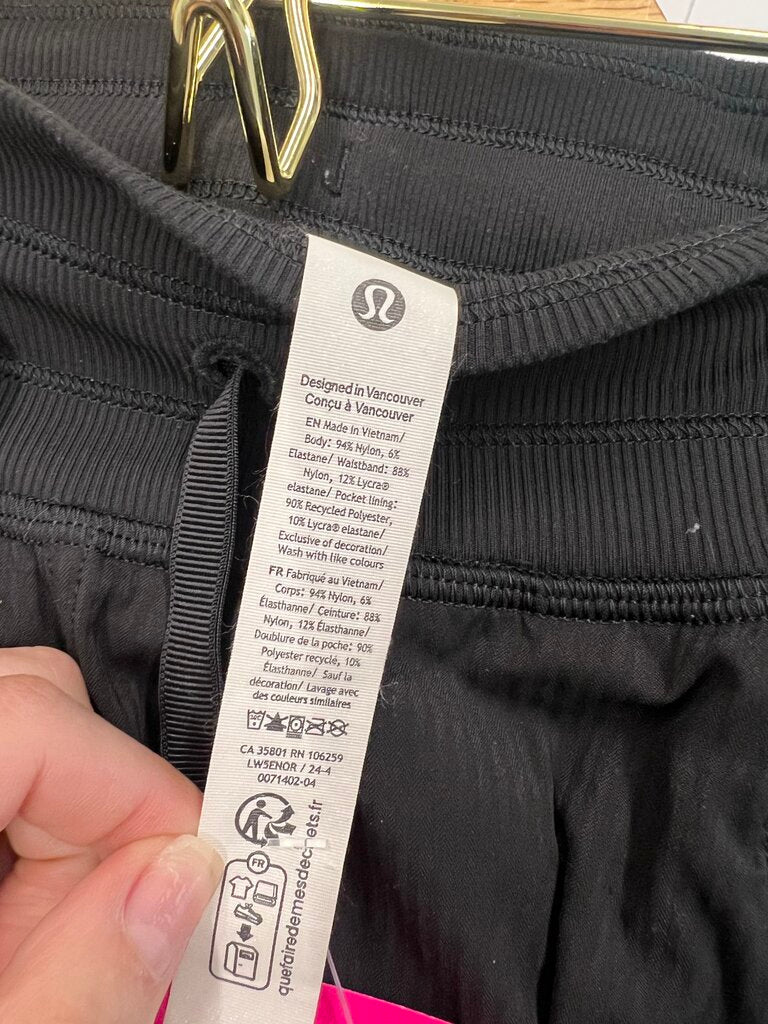 Designed in Vancouver
Conçu à Vancouver
EN Made in Vietnam/
Body: 94% Nylon, 6%
Elastane/ Waistband: 88%
Nylon, 12% Lycra®
elastane/ Pocket lining:
90% Recycled Polyester,
10% Lycra® elastane/
Exclusive of decoration/
Wash with like colours
FR Fabriqué au Vietnam/
Corps: 94% Nylon, 6%
Élasthanne/ Ceinture: 88%
Nylon, 12% Élasthanne/
Doublure de la poche: 90%
Polyester recyclé, 10%
Élasthanne/ Sauf la
décoration/ Lavage avec
des couleurs similaires
CA 35801 RN 106259
LW5ENOR / 24-4
0071402-04
FR
quefairedemesdechets.fr